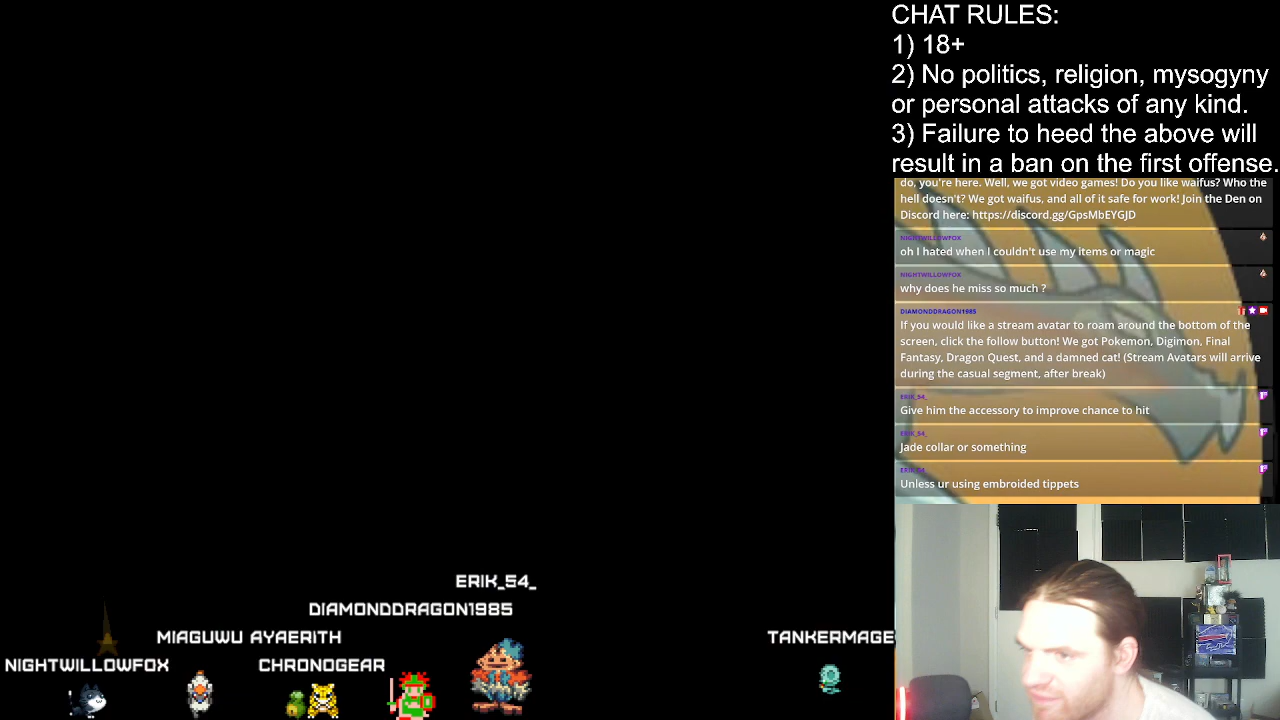 CHAT RULES:
1) 18+
2) No politics, religion, mysogyny
or personal attacks of any kind.
3) Failure to heed the above will
result in a ban on the first offense.
do, you're here. Well, we got video games! Do you like waifus? Who the
hell doesn't? We got waifus, and all of it safe for work! Join the Den on
Discord here: https://discord.gg/GpsMbEYGJD
NIGHTWILLOWFOX
oh I hated when I couldn't use my items or magic
NIGHTWILLOWFOX
why does he miss so much ?
DIAMONDDRAGON1985
If you would like a stream avatar to roam around the bottom of the
screen, click the follow button! We got Pokemon, Digimon, Final
Fantasy, Dragon Quest, and a damned cat! (Stream Avatars will arrive
during the casual segment, after break)
ERIK_54_
Give him the accessory to improve chance to hit
ERIK_54_
Jade collar or something
ERIK_54_
Unless ur using embroided tippets
ERIK_54_
DIAMONDDRAGON1985
MIAGUWU AYAERITH
TANKERMAGE
NIGHTWILLOWFOX
CHRONOGEAR